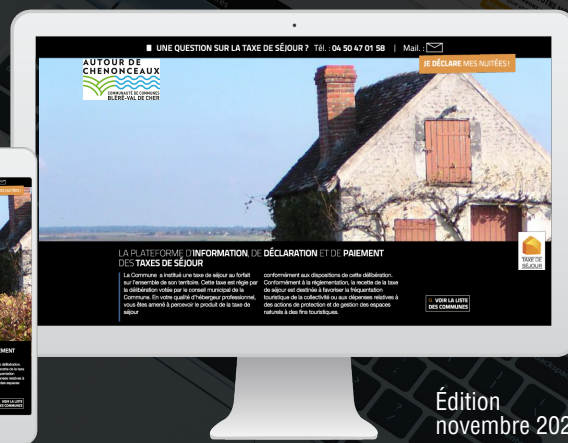 UNE QUESTION SUR LA TAXE DE SÉJOUR ? Tél. : 04 50 47 01 58 | Mail. :
JE DÉCLARE MES NUITÉES !
AUTOUR DE
CHENONCEAUX
COMMUNAUTÉ DE COMMUNES
BLÉRÉ-VAL DE CHER
LA PLATEFORME D'INFORMATION, DE DÉCLARATION ET DE PAIEMENT
DES TAXES DE SÉJOUR
La Commune a institué une taxe de séjour au forfait
sur l'ensemble de son territoire. Cette taxe est régie par
la délibération votée par le conseil municipal de la
Commune. En votre qualité d'hébergeur professionnel,
vous êtes amené à percevoir le produit de la taxe de
séjour
conformément aux dispositions de cette délibération.
Conformément à la réglementation, la recette de la taxe
de séjour est destinée à favoriser la fréquentation
touristique de la collectivité ou aux dépenses relatives à
des actions de protection et de gestion des espaces
naturels à des fins touristiques.
VOIR LA LISTE
DES COMMUNES
TAXE DE
SÉJOUR
VOIR LA LISTE
DES COMMUNES
Édition
novembre 202